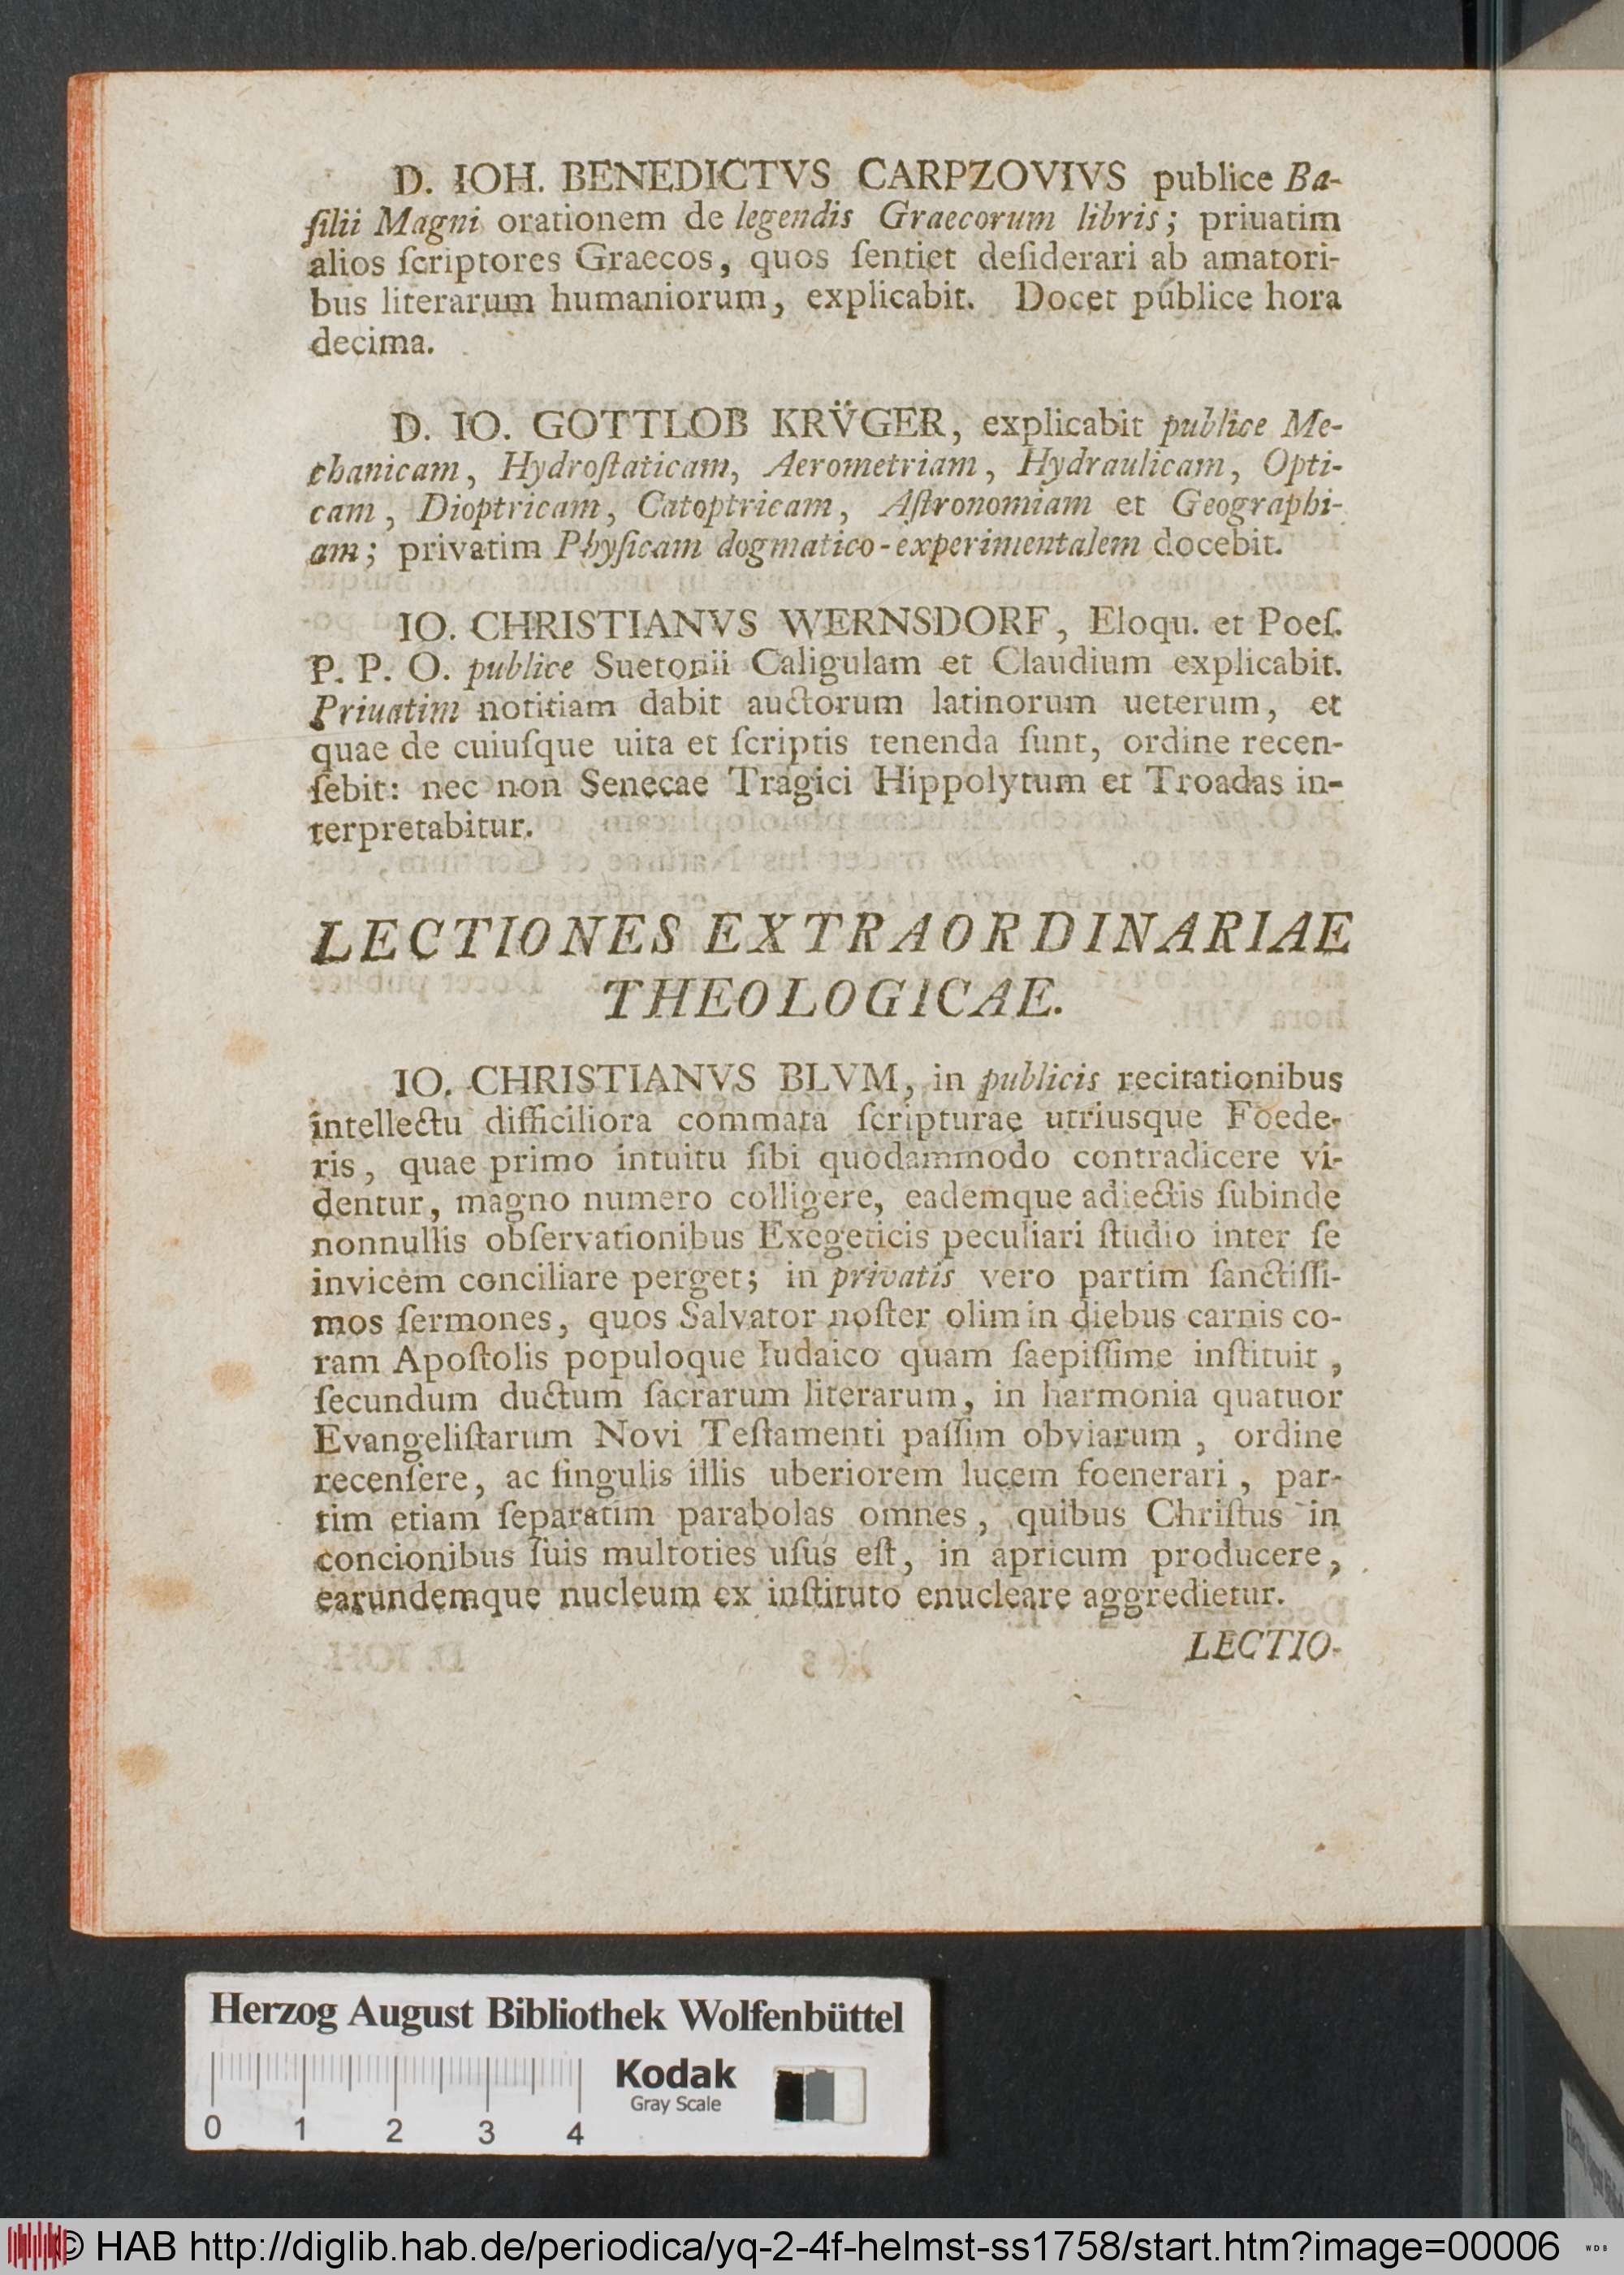 D. IOH. BENEDICTVS CARPZOVIVS publice Ba-
ſilii Magni orationem de legendis Graecorum libris; priuatim
alios ſcriptores Graecos, quos ſentiet deſiderari ab amatori-
bus literarum humaniorum, explicabit. Docet publice hora
decima.
D. IO. GOTTLOB KRV̈GER, explicabit publice Me-
chanicam, Hydroſtaticam, Aerometriam, Hydraulicam, Opti-
cam, Dioptricam, Catoptricam, Aſtronomiam et Geographi-
am; privatim Phyſicam dogmatico-experimentalem docebit.
IO. CHRISTIANVS WERNSDORF, Eloqu. et Poeſ.
P. P. O. publice Suetonii Caligulam et Claudium explicabit.
Priuatim notitiam dabit auctorum latinorum ueterum, et
quae de cuiuſque uita et ſcriptis tenenda ſunt, ordine recen-
ſebit: nec non Senecae Tragici Hippolytum et Troadas in-
terpretabitur.
LECTIONES EXTRAORDINARIAE
THEOLOGICAE.
IO. CHRISTIANVS BLVM, in publicis recitationibus
intellectu difficiliora commata ſcripturae utriusque Foede-
ris, quae primo intuitu ſibi quodammodo contradicere vi-
dentur, magno numero colligere, eademque adiectis ſubinde
nonnullis obſervationibus Exegeticis peculiari ſtudio inter ſe
invicem conciliare perget; in privatis vero partim ſanctiſſi-
mos ſermones, quos Salvator noſter olim in diebus carnis co-
ram Apoſtolis populoque Iudaico quam ſaepiſſime inſtituit,
ſecundum ductum ſacrarum literarum, in harmonia quatuor
Evangeliſtarum Novi Teſtamenti paſſim obviarum, ordine
recenſere, ac ſingulis illis uberiorem lucem foenerari, par-
tim etiam ſeparatim parabolas omnes, quibus Chriſtus in
concionibus ſuis multoties uſus eſt, in apricum producere,
earundemque nucleum ex inſtituto enucleare aggredietur.
LECTIO-
Herzog August Bibliothek Wolfenbüttel
Kodak
Gray Scale
0 1 2 3 4
© HAB http://diglib.hab.de/periodica/yq-2-4f-helmst-ss1758/start.htm?image=00006
WDB